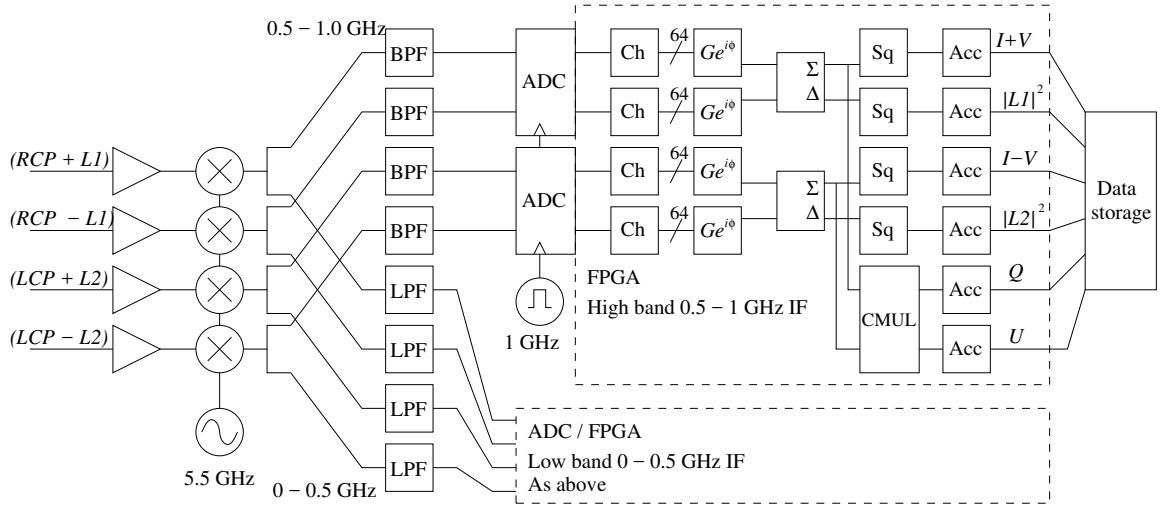 0.5 − 1.0 GHz
BPF
BPF
BPF
BPF
ADC
ADC
Ch
64
Ge^{iϕ}
Ch
64
Ge^{iϕ}
Ch
64
Ge^{iϕ}
Ch
64
Ge^{iϕ}
Σ
Δ
Σ
Δ
Sq
Acc
I+V
Sq
Acc
|L1|^2
Sq
Acc
I−V
Sq
Acc
|L2|^2
CMUL
Acc
Q
Acc
U
Data
storage
(RCP + L1)
(RCP − L1)
(LCP + L2)
(LCP − L2)
5.5 GHz
1 GHz
FPGA
High band 0.5 − 1 GHz IF
LPF
LPF
LPF
LPF
0 − 0.5 GHz
ADC / FPGA
Low band 0 − 0.5 GHz IF
As above